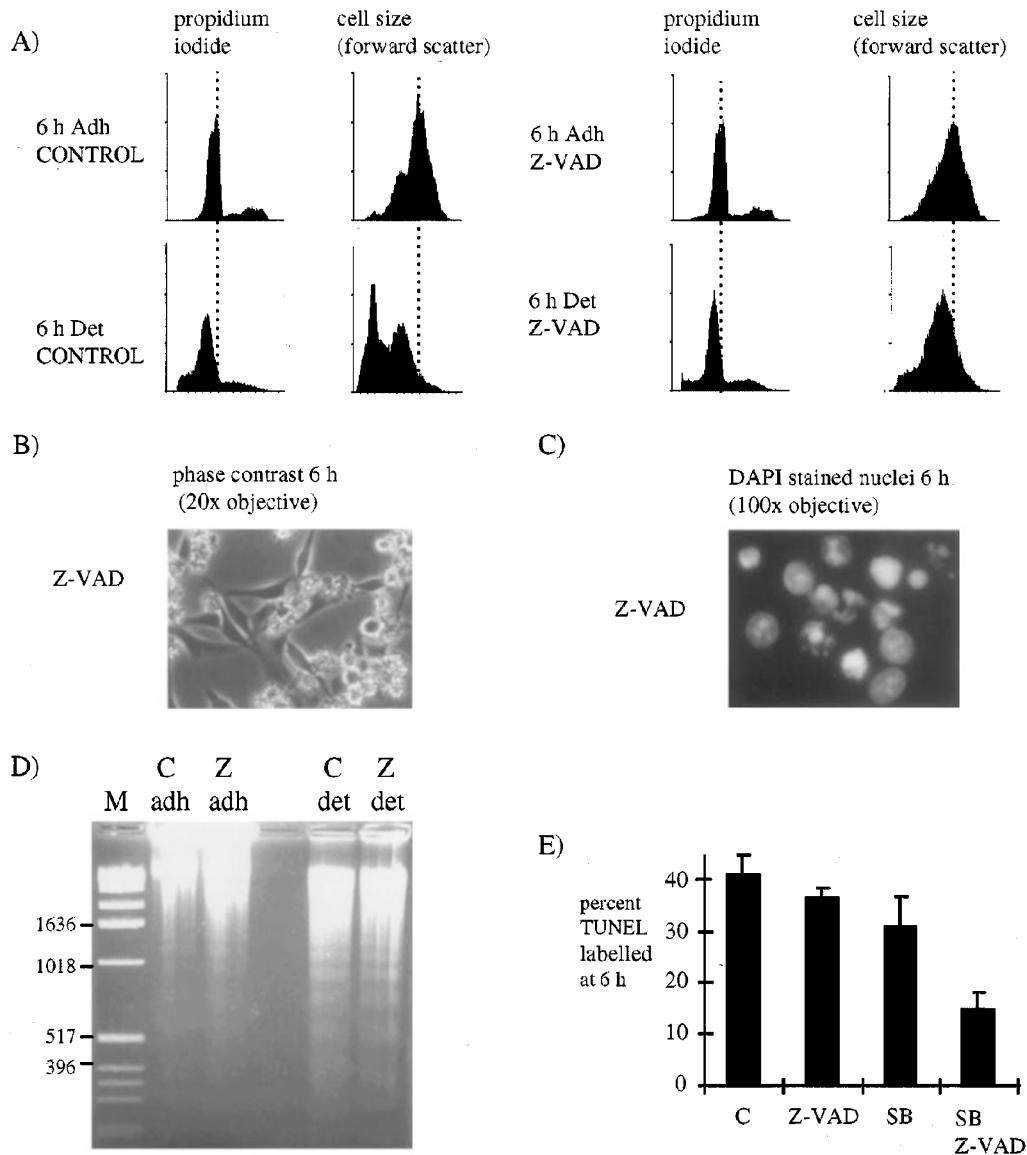 A)
propidium
iodide
cell size
(forward scatter)
propidium
iodide
cell size
(forward scatter)
6 h Adh
CONTROL
6 h Adh
Z-VAD
6 h Det
CONTROL
6 h Det
Z-VAD
B)
phase contrast 6 h
(20x objective)
Z-VAD
C)
DAPI stained nuclei 6 h
(100x objective)
Z-VAD
D)
C Z C Z
M adh adh det det
1636
1018
517
396
E)
percent
TUNEL
labelled
at 6 h
40
30
20
10
0
C Z-VAD SB SB
Z-VAD